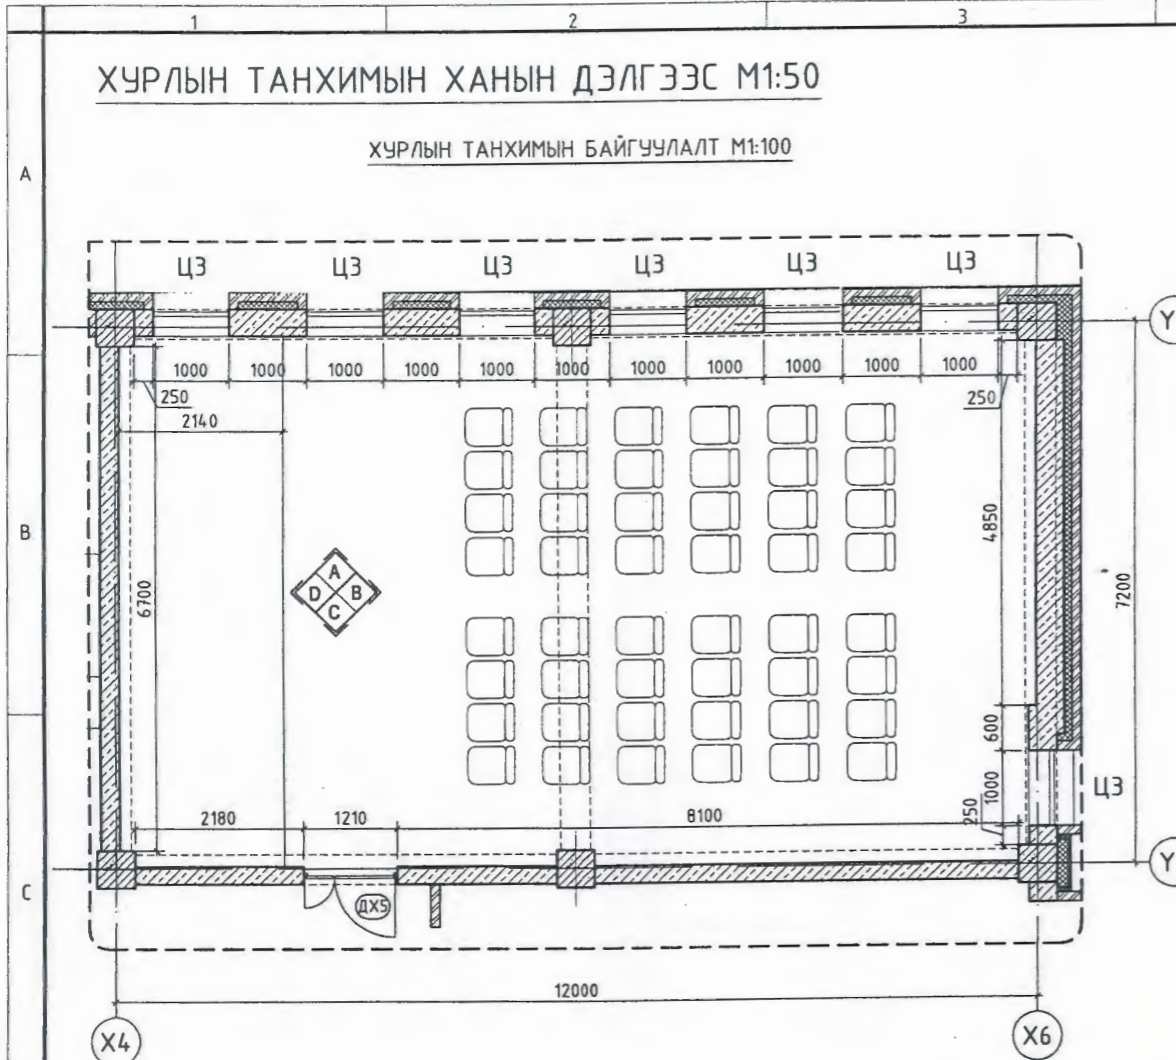 1 2 3
ХУРЛЫН ТАНХИМЫН ХАНЫН ДЭЛГЭЭС М1:50
ХУРЛЫН ТАНХИМЫН БАЙГУУЛАЛТ М1:100
A
ЦЗ ЦЗ ЦЗ ЦЗ ЦЗ ЦЗ
Y
1000 1000 1000 1000 1000 1000 1000 1000 1000 1000 1000
250 250
2140
4850
B
A
D B
C
6700
7200
600
1000
250
ЦЗ
2180 1210 8100
Y
C
ДХ5
12000
X4 X6